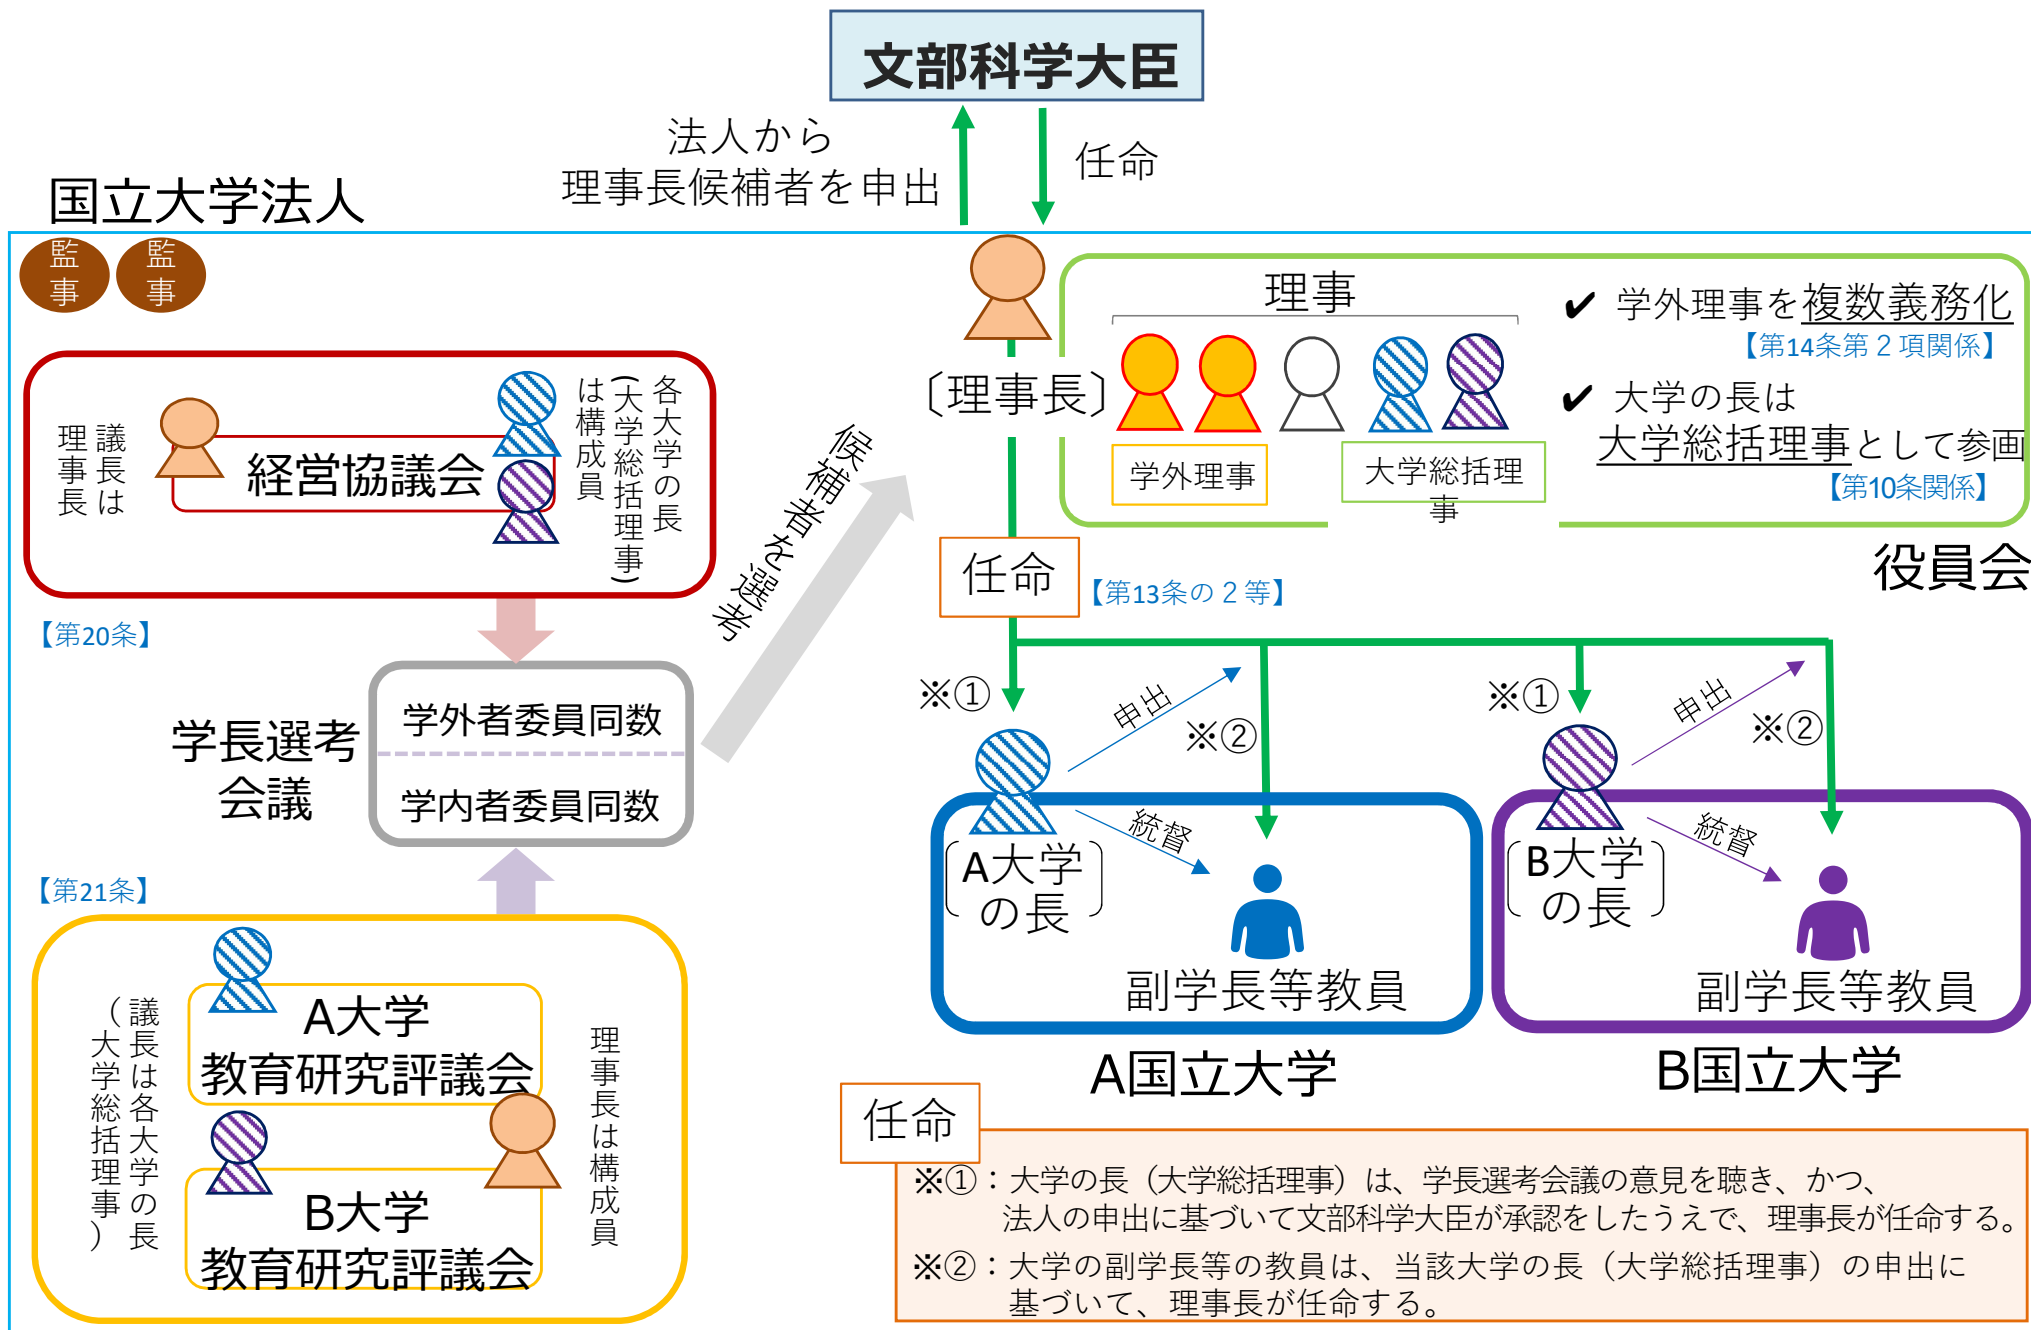 文部科学大臣
法人から
理事長候補者を申出
任命
国立大学法人
監事
監事
理事
✔ 学外理事を複数義務化
【第14条第２項関係】
✔ 大学の長は
大学総括理事として参画
【第10条関係】
〔理事長〕
学外理事
大学総括理
事
役員会
議長は
理事長
経営協議会
各大学の長
(大学総括理事)
は構成員
候補者を選考
任命
【第13条の２等】
【第20条】
学長選考
会議
学外者委員同数
学内者委員同数
【第21条】
※①
申出
※②
統督
A大学
の長
副学長等教員
A国立大学
※①
申出
※②
統督
B大学
の長
副学長等教員
B国立大学
議長は各大学の長
（大学総括理事）
A大学
教育研究評議会
B大学
教育研究評議会
理事長は構成員
任命
※①：大学の長（大学総括理事）は、学長選考会議の意見を聴き、かつ、
法人の申出に基づいて文部科学大臣が承認をしたうえで、理事長が任命する。
※②：大学の副学長等の教員は、当該大学の長（大学総括理事）の申出に
基づいて、理事長が任命する。